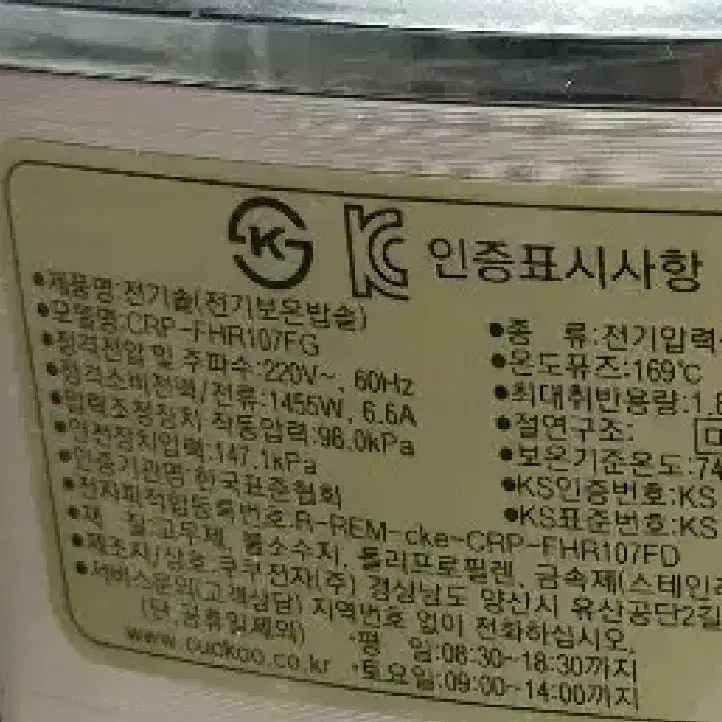 인증표시사항
•제품명:전기솥(전기보온밥솥)
•모델명:CRP-FHR107FG
•정격전압 및 주파수:220V~, 60Hz
•정격소비전력/전류:1455W, 6.6A
•압력조정장치 작동압력:98.0kPa
•안전장치압력:147.1kPa
•인증기관명:한국표준협회
•전자파적합등록번호:R-REM-cke-CRP-FHR107FD
•재 질:고무제, 불소수지, 폴리프로필렌, 금속제(스테인
•제조자/상호:쿠쿠전자(주) 경상남도 양산시 유산공단2길
•서비스문의(고객상담) 지역번호 없이 전화하십시오.
(단,공휴일제외) •평 일:08:30~18:30까지
www.cuckoo.co.kr •토요일:09:00~14:00까지
•종 류:전기압력
•온도퓨즈:169℃
•최대취반용량:1.8
•절연구조:
•보온기준온도:74
•KS인증번호:KS
•KS표준번호:KS